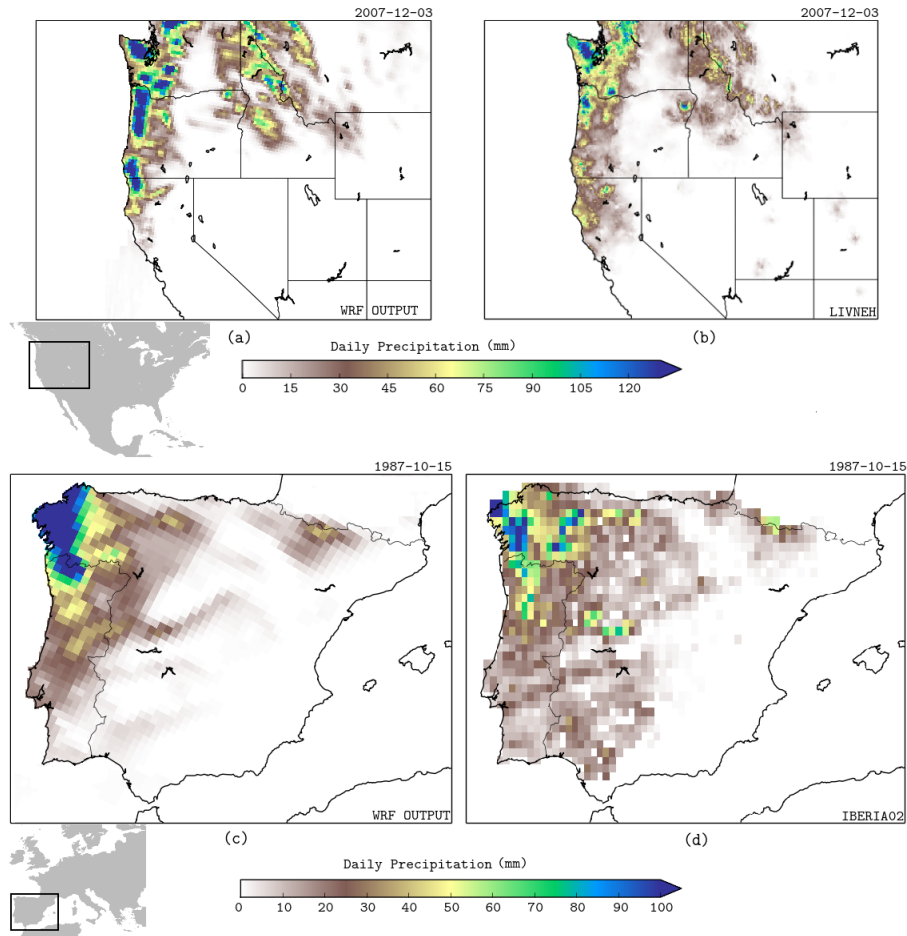 2007-12-03 2007-12-03
WRF OUTPUT LIVNEH
(a) (b)
Daily Precipitation (mm)
0 15 30 45 60 75 90 105 120
1987-10-15 1987-10-15
WRF OUTPUT IBERIA02
(c) (d)
Daily Precipitation (mm)
0 10 20 30 40 50 60 70 80 90 100